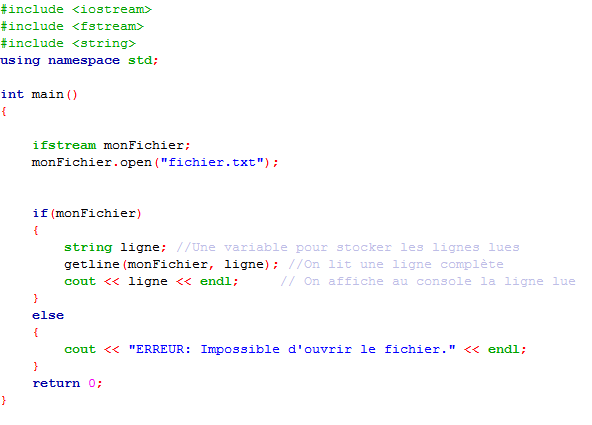 #include <iostream>
#include <fstream>
#include <string>
using namespace std;
int main()
{
ifstream monFichier;
monFichier.open("fichier.txt");
if(monFichier)
{
string ligne; //Une variable pour stocker les lignes lues
getline(monFichier, ligne); //On lit une ligne complète
cout << ligne << endl; // On affiche au console la ligne lue
}
else
{
cout << "ERREUR: Impossible d'ouvrir le fichier." << endl;
}
return 0;
}